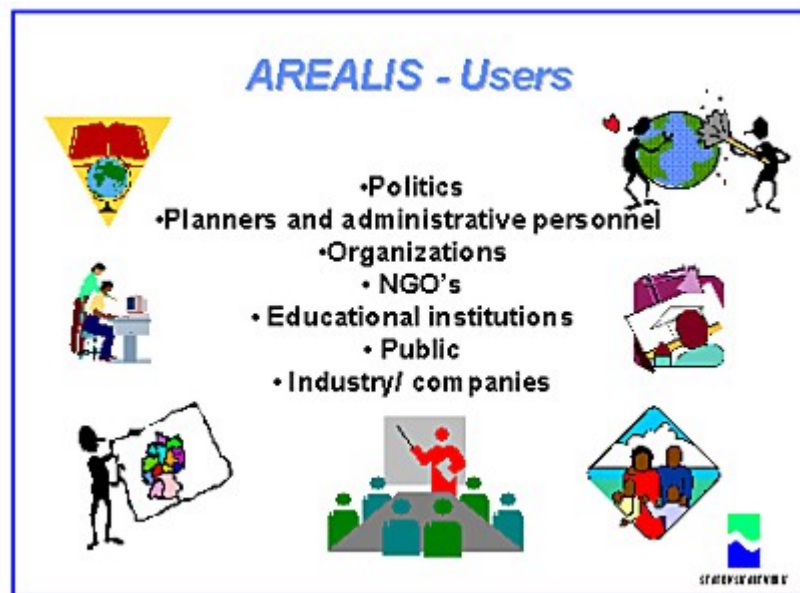 AREALIS - Users
•Politics
•Planners and administrative personnel
•Organizations
• NGO's
• Educational institutions
• Public
• Industry/ companies